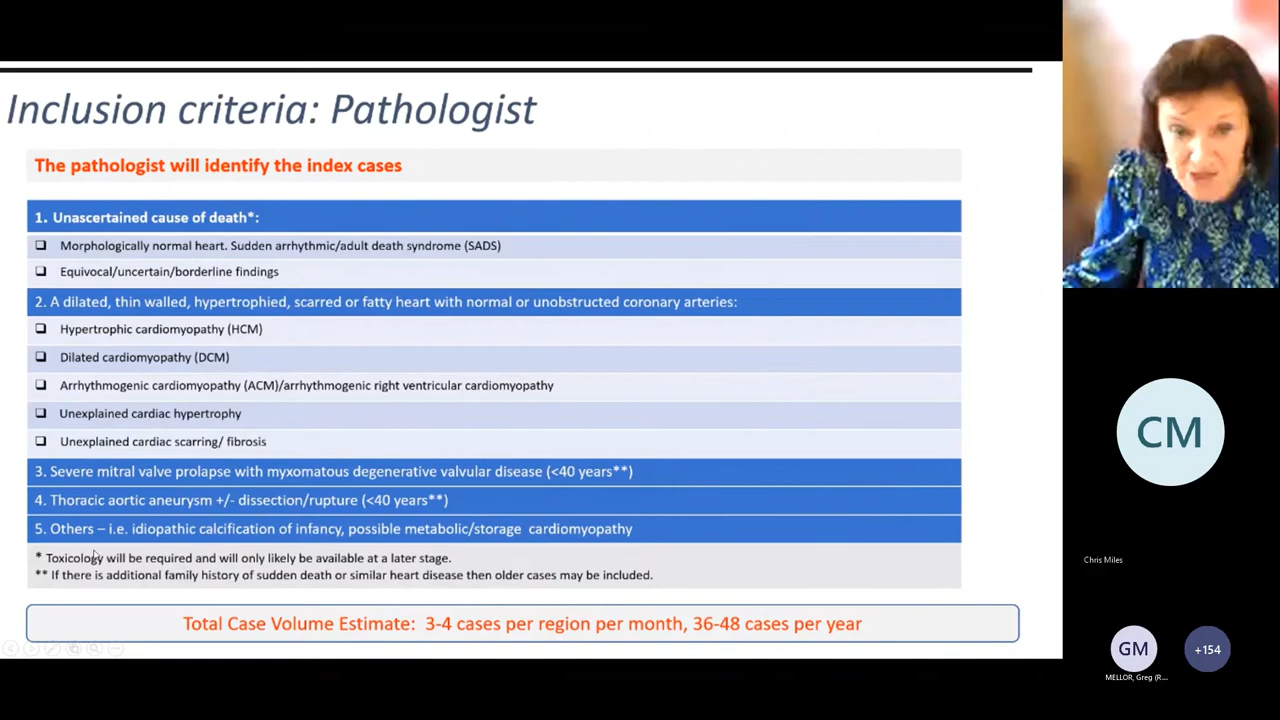 Inclusion criteria: Pathologist
The pathologist will identify the index cases
1. Unascertained cause of death*:
Morphologically normal heart. Sudden arrhythmic/adult death syndrome (SADS)
Equivocal/uncertain/borderline findings
2. A dilated, thin walled, hypertrophied, scarred or fatty heart with normal or unobstructed coronary arteries:
Hypertrophic cardiomyopathy (HCM)
Dilated cardiomyopathy (DCM)
Arrhythmogenic cardiomyopathy (ACM)/arrhythmogenic right ventricular cardiomyopathy
Unexplained cardiac hypertrophy
Unexplained cardiac scarring/ fibrosis
3. Severe mitral valve prolapse with myxomatous degenerative valvular disease (<40 years**)
4. Thoracic aortic aneurysm +/- dissection/rupture (<40 years**)
5. Others – i.e. idiopathic calcification of infancy, possible metabolic/storage cardiomyopathy
* Toxicology will be required and will only likely be available at a later stage.
** If there is additional family history of sudden death or similar heart disease then older cases may be included.
Total Case Volume Estimate: 3-4 cases per region per month, 36-48 cases per year
CM
Chris Miles
GM
+154
MELLOR, Greg (R...